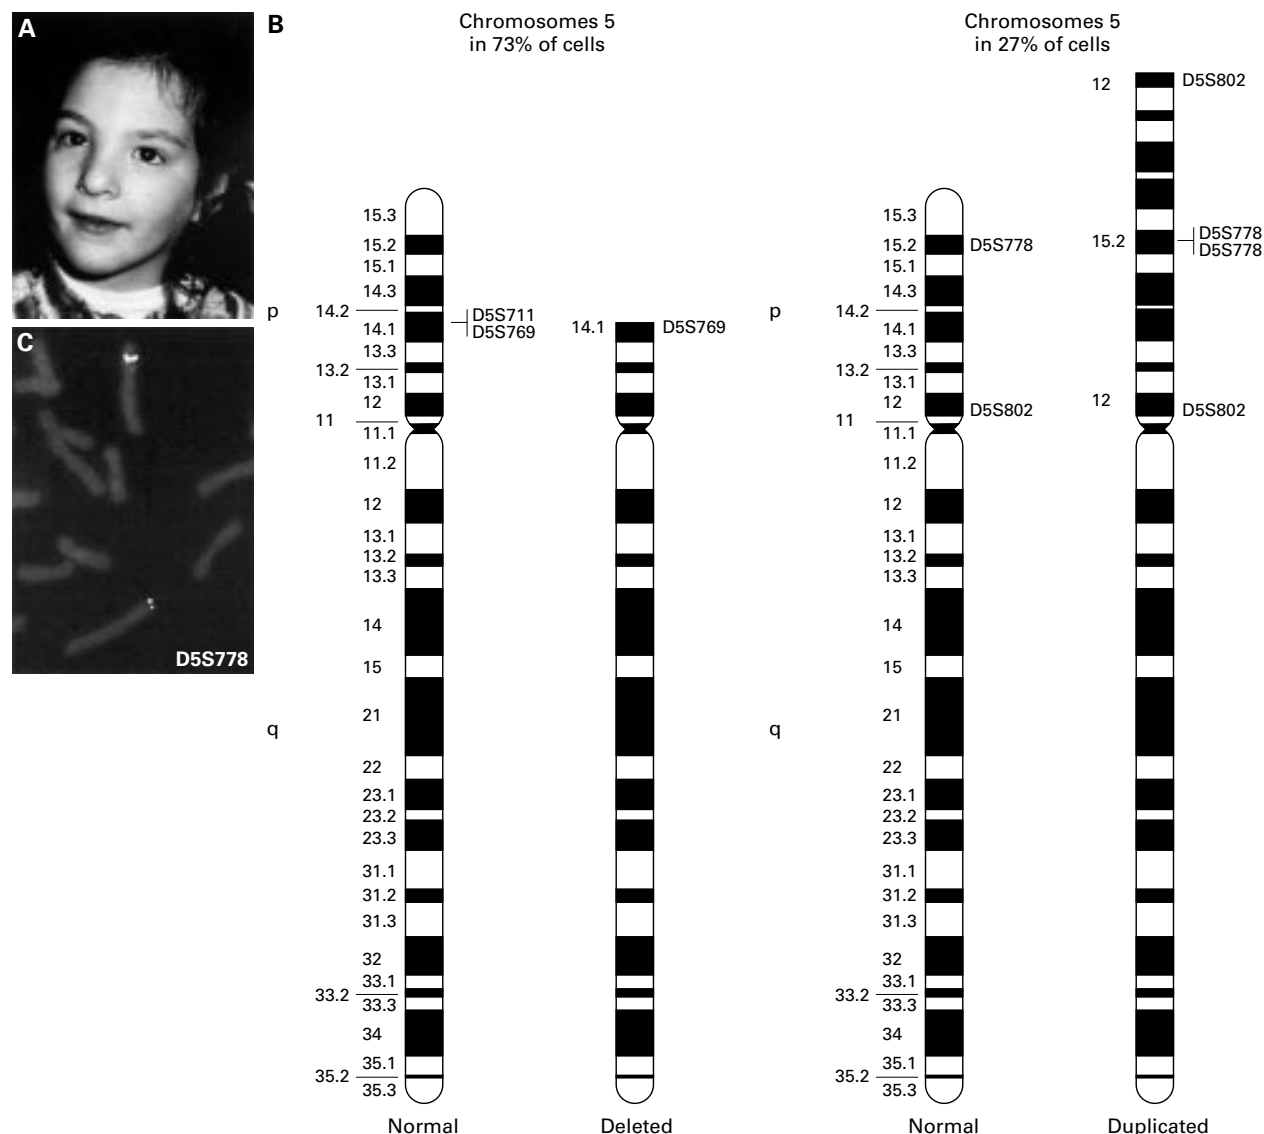 A
B
Chromosomes 5
in 73% of cells
Chromosomes 5
in 27% of cells
C
D5S778
p
15.3
15.2
15.1
14.3
14.2
14.1
13.3
13.2
13.1
12
11
11.1
11.2
12
13.1
13.2
13.3
14
15
q
21
22
23.1
23.2
23.3
31.1
31.2
31.3
32
33.1
33.2
33.3
34
35.1
35.2
35.3
Normal
D5S711
D5S769
14.1
D5S769
Deleted
p
15.3
15.2
D5S778
15.1
14.3
14.2
14.1
13.3
13.2
13.1
12
D5S802
11
11.1
11.2
12
13.1
13.2
13.3
14
15
q
21
22
23.1
23.2
23.3
31.1
31.2
31.3
32
33.1
33.2
33.3
34
35.1
35.2
35.3
Normal
12
D5S802
15.2
D5S778
D5S778
12
D5S802
Duplicated